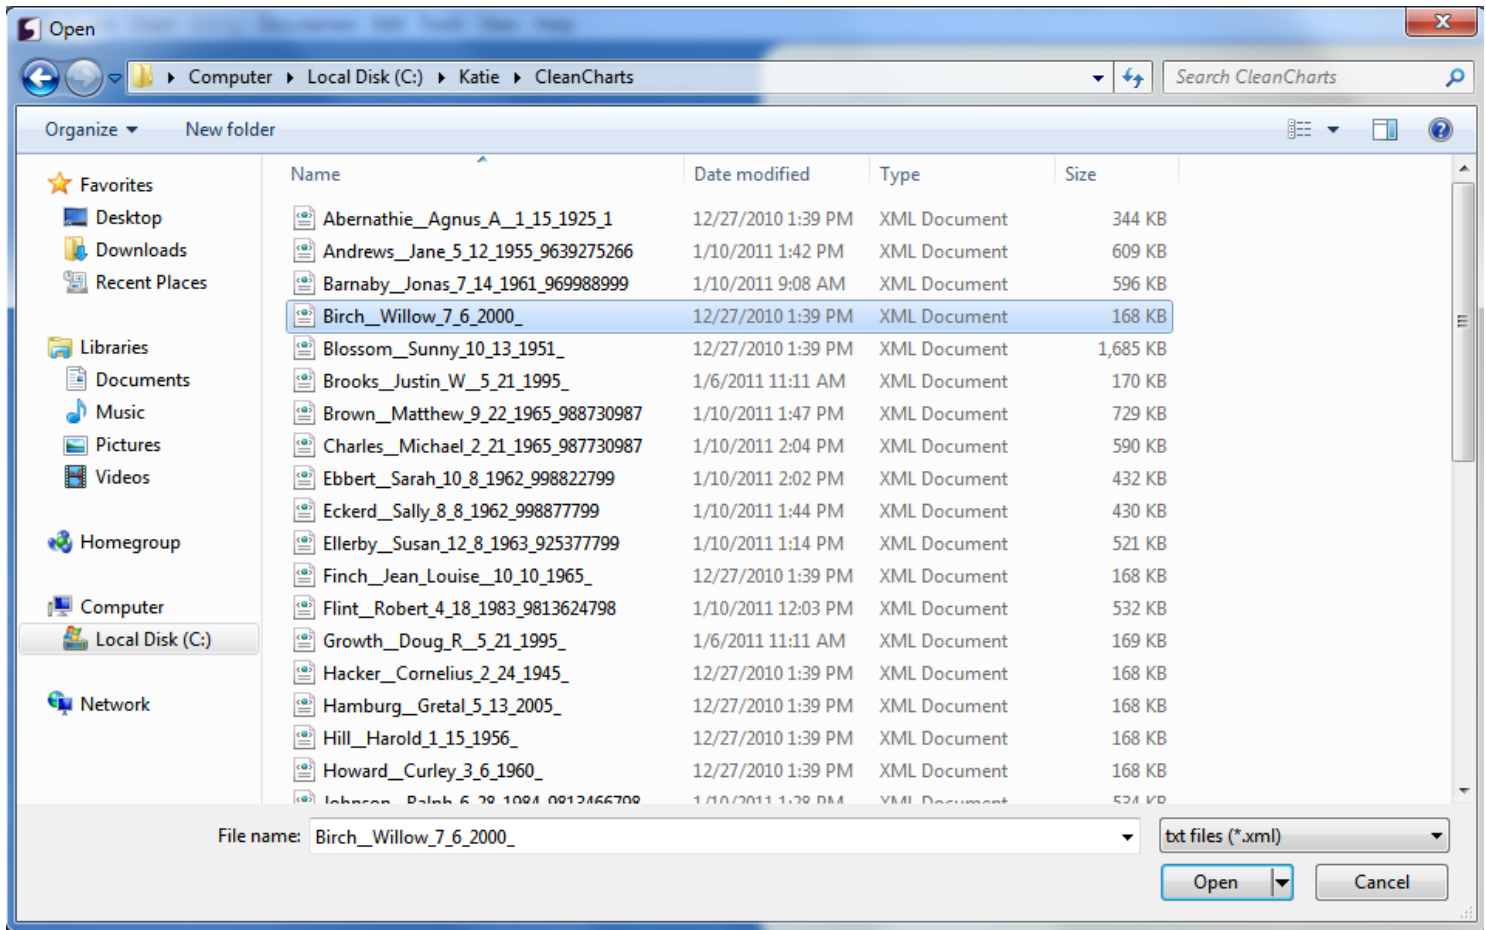 Open
Computer Local Disk (C:) Katie CleanCharts
Search CleanCharts
Organize New folder
Name Date modified Type Size
Favorites
Desktop
Downloads
Recent Places
Libraries
Documents
Music
Pictures
Videos
Homegroup
Computer
Local Disk (C:)
Network
Abernathie__Agnus_A__1_15_1925_1 12/27/2010 1:39 PM XML Document 344 KB
Andrews__Jane_5_12_1955_9639275266 1/10/2011 1:42 PM XML Document 609 KB
Barnaby__Jonas_7_14_1961_969988999 1/10/2011 9:08 AM XML Document 596 KB
Birch__Willow_7_6_2000_ 12/27/2010 1:39 PM XML Document 168 KB
Blossom__Sunny_10_13_1951_ 12/27/2010 1:39 PM XML Document 1,685 KB
Brooks__Justin_W__5_21_1995_ 1/6/2011 11:11 AM XML Document 170 KB
Brown__Matthew_9_22_1965_988730987 1/10/2011 1:47 PM XML Document 729 KB
Charles__Michael_2_21_1965_987730987 1/10/2011 2:04 PM XML Document 590 KB
Ebbert__Sarah_10_8_1962_998822799 1/10/2011 2:02 PM XML Document 432 KB
Eckerd__Sally_8_8_1962_998877799 1/10/2011 1:44 PM XML Document 430 KB
Ellerby__Susan_12_8_1963_925377799 1/10/2011 1:14 PM XML Document 521 KB
Finch__Jean_Louise__10_10_1965_ 12/27/2010 1:39 PM XML Document 168 KB
Flint__Robert_4_18_1983_9813624798 1/10/2011 12:03 PM XML Document 532 KB
Growth__Doug_R__5_21_1995_ 1/6/2011 11:11 AM XML Document 169 KB
Hacker__Cornelius_2_24_1945_ 12/27/2010 1:39 PM XML Document 168 KB
Hamburg__Gretal_5_13_2005_ 12/27/2010 1:39 PM XML Document 168 KB
Hill__Harold_1_15_1956_ 12/27/2010 1:39 PM XML Document 168 KB
Howard__Curley_3_6_1960_ 12/27/2010 1:39 PM XML Document 168 KB
Johnson__Ralph_6_28_1984_9813466798 1/10/2011 1:28 PM XML Document 534 KB
File name: Birch__Willow_7_6_2000_ txt files (*.xml)
Open Cancel